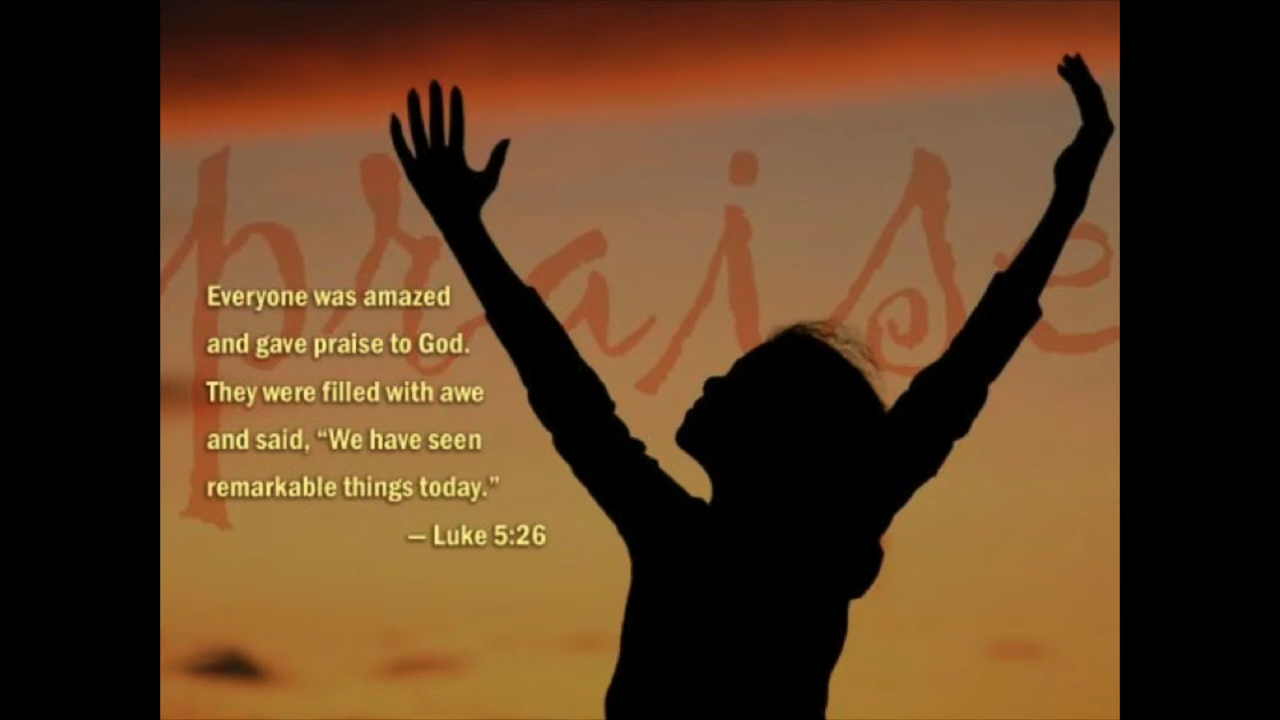 praise
Everyone was amazed
and gave praise to God.
They were filled with awe
and said, “We have seen
remarkable things today.”
— Luke 5:26